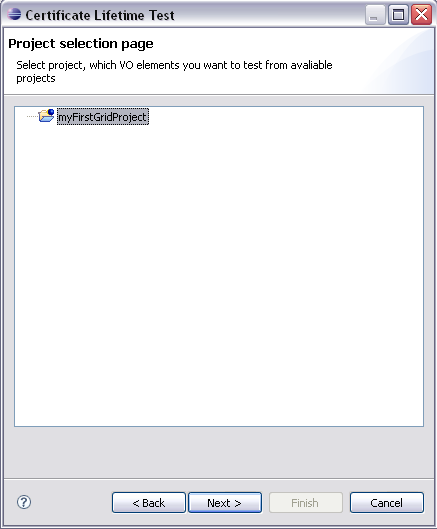 Certificate Lifetime Test
Project selection page
Select project, which VO elements you want to test from avaliable
projects
myFirstGridProject
?
< Back
Next >
Finish
Cancel